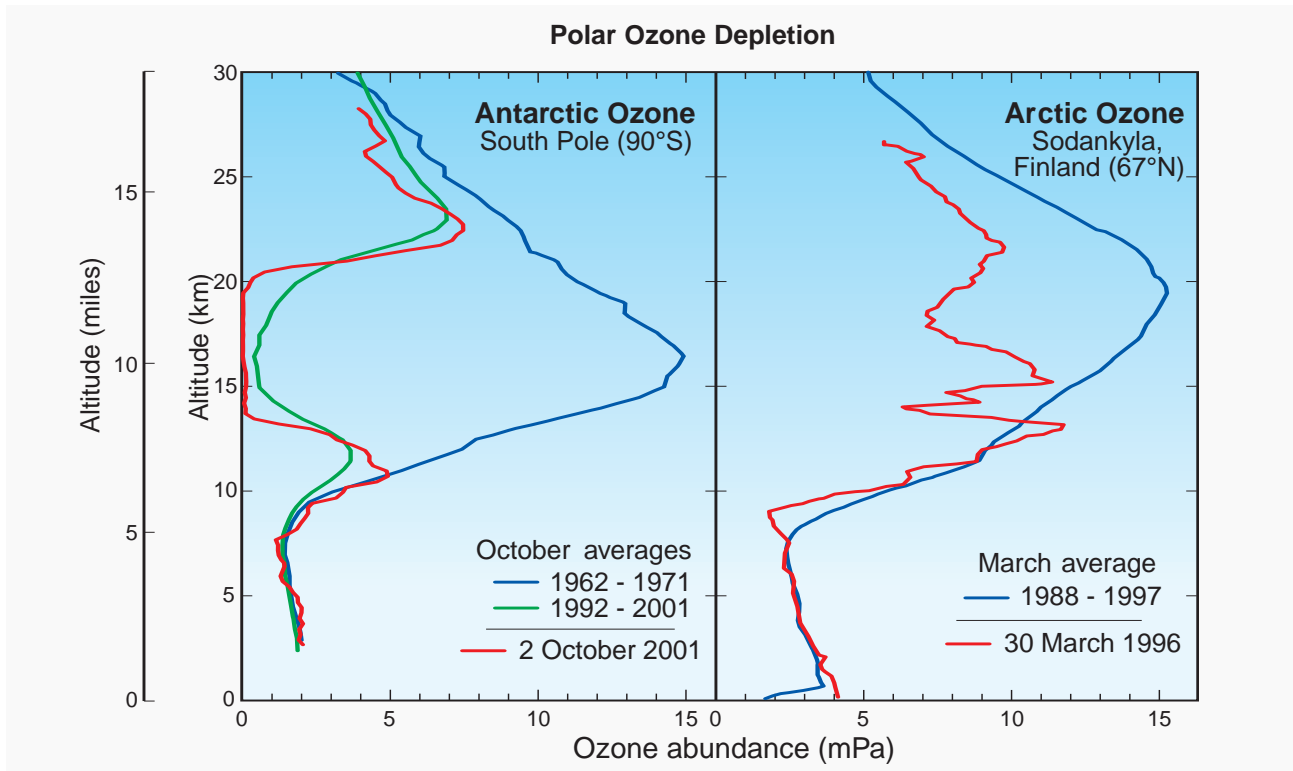 Polar Ozone Depletion
Altitude (miles)
15
10
5
0
Altitude (km)
30
25
20
15
10
5
0
Antarctic Ozone
South Pole (90°S)
October averages
1962 - 1971
1992 - 2001
2 October 2001
Arctic Ozone
Sodankyla,
Finland (67°N)
March average
1988 - 1997
30 March 1996
0 5 10 15 0 5 10 15
Ozone abundance (mPa)